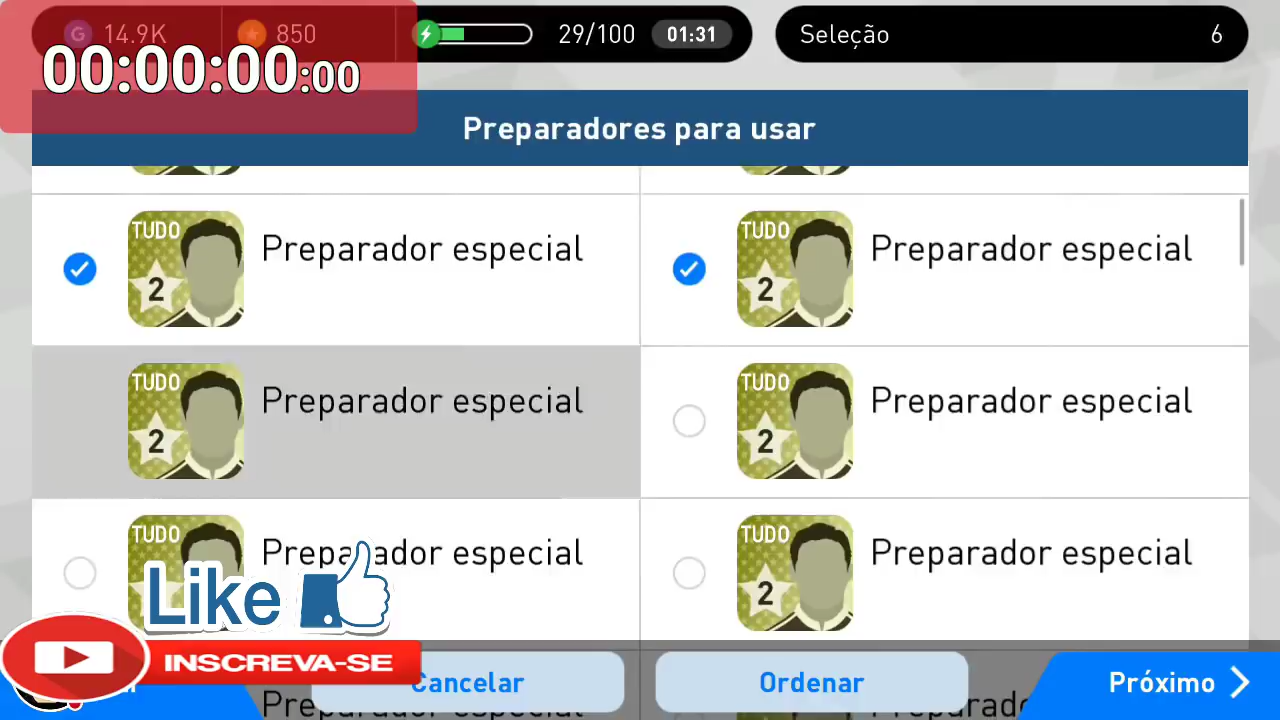 14.9K 850 29/100 01:31 Seleção 6
00:00:00:00
Preparadores para usar
TUDO 2 Preparador especial
TUDO 2 Preparador especial
TUDO 2 Preparador especial
TUDO 2 Preparador especial
TUDO Preparador especial
TUDO 2 Preparador especial
Like
INSCREVA-SE
Cancelar
Ordenar
Próximo